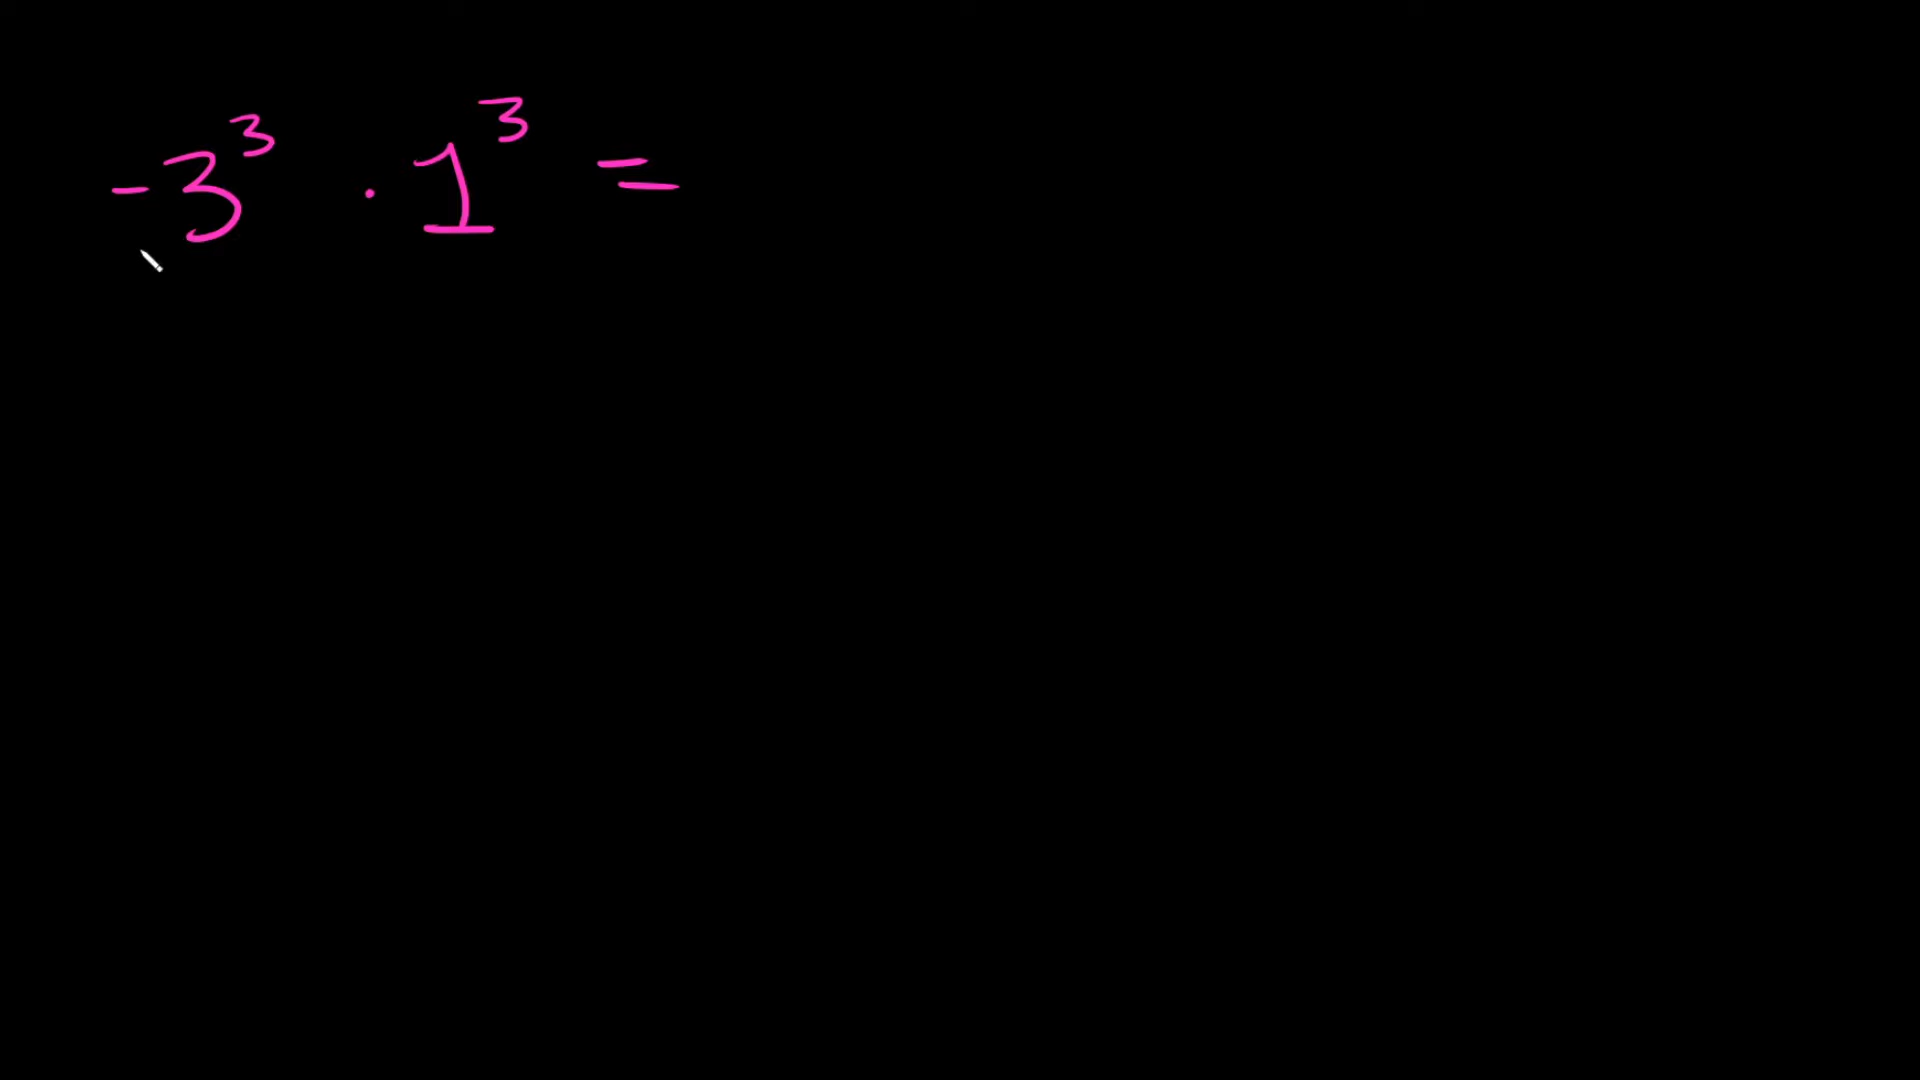 -3³ · 1³ =